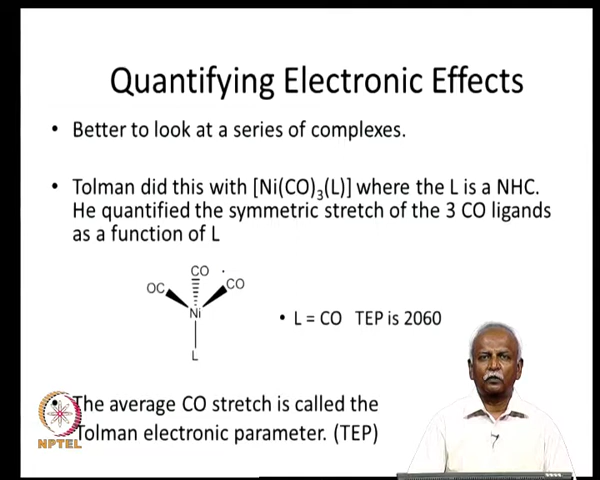 Quantifying Electronic Effects
• Better to look at a series of complexes.
• Tolman did this with [Ni(CO)₃(L)] where the L is a NHC.
He quantified the symmetric stretch of the 3 CO ligands
as a function of L
CO
OC
CO
Ni
L
• L = CO TEP is 2060
The average CO stretch is called the
Tolman electronic parameter. (TEP)
NPTEL